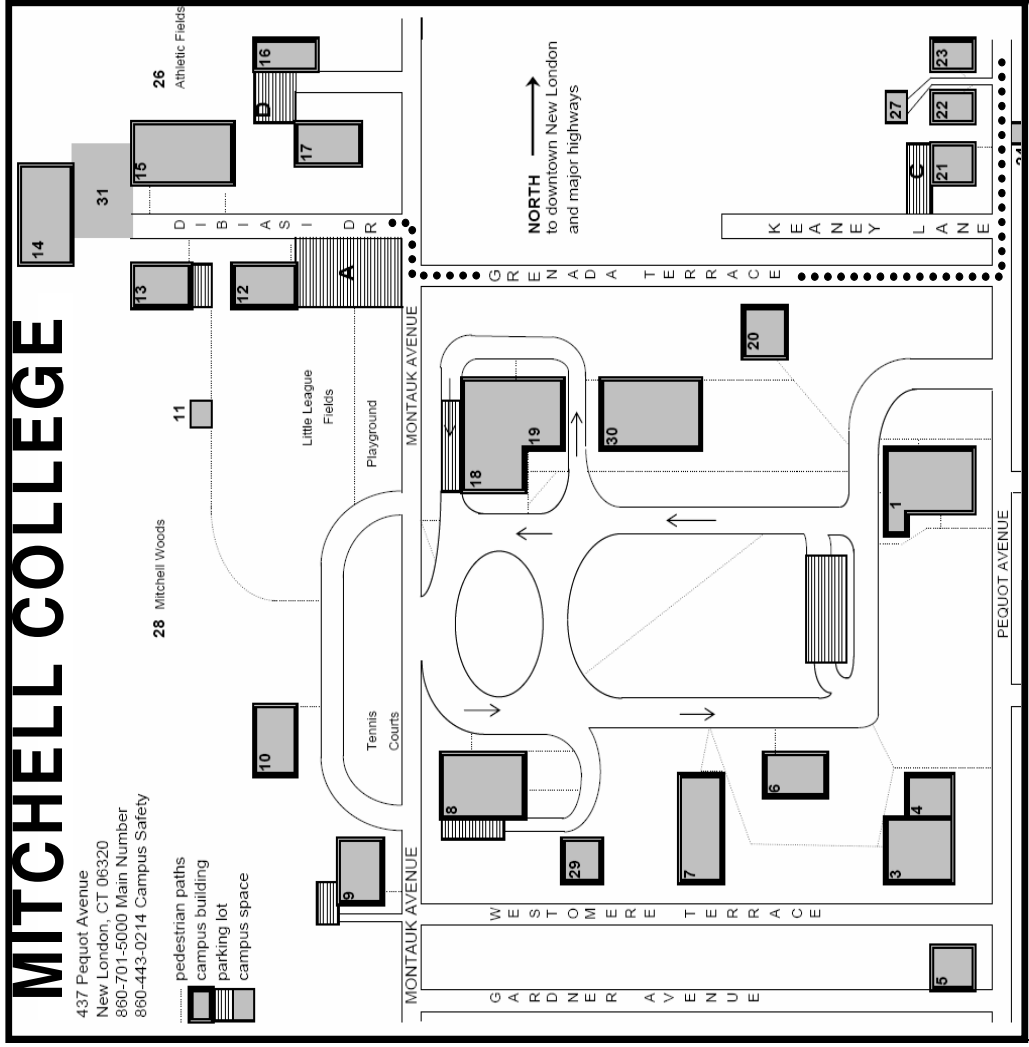 MITCHELL COLLEGE
437 Pequot Avenue
New London, CT 06320
860-701-5000 Main Number
860-443-0214 Campus Safety
pedestrian paths
campus building
parking lot
campus space
28 Mitchell Woods
26
Athletic Fields
14
31
15
16
D
17
13
12
A
11
10
9
DIBIASI DR
Little League
Fields
Playground
Tennis
Courts
MONTAUK AVENUE
MONTAUK AVENUE
MONTAUK AVENUE
NORTH
to downtown New London
and major highways
GRENADA TERRACE
KEANEY LANE
WESTOMERE TERRACE
GARDNER AVENUE
8
29
7
6
4
3
5
18
19
30
20
1
27
23
22
21
C
PEQUOT AVENUE